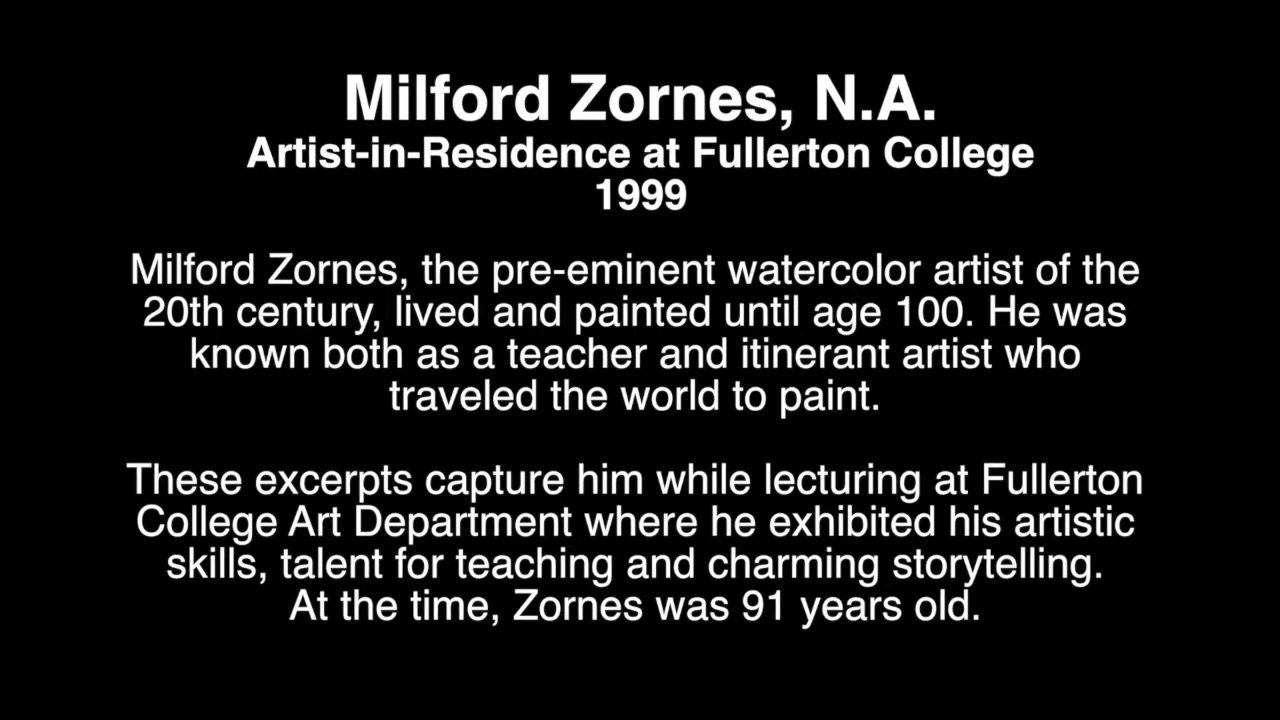 Milford Zornes, N.A.
Artist-in-Residence at Fullerton College
1999
Milford Zornes, the pre-eminent watercolor artist of the
20th century, lived and painted until age 100. He was
known both as a teacher and itinerant artist who
traveled the world to paint.
These excerpts capture him while lecturing at Fullerton
College Art Department where he exhibited his artistic
skills, talent for teaching and charming storytelling.
At the time, Zornes was 91 years old.